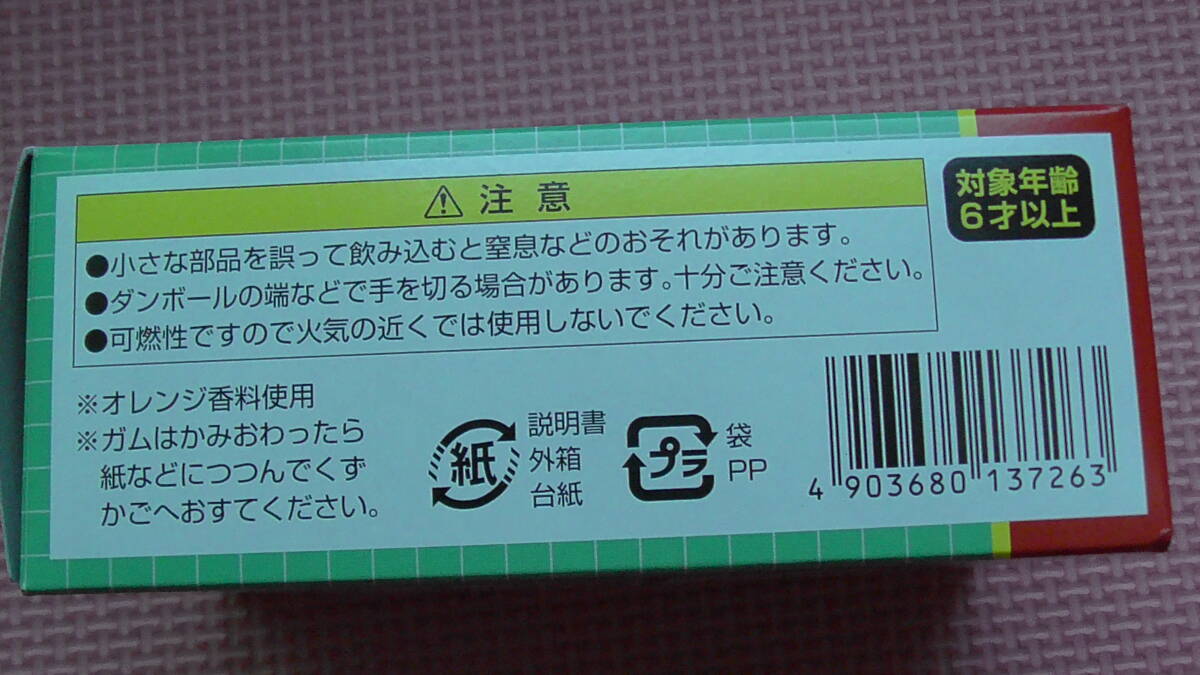 ⚠ 注意
対象年齢
6才以上
●小さな部品を誤って飲み込むと窒息などのおそれがあります。
●ダンボールの端などで手を切る場合があります。十分ご注意ください。
●可燃性ですので火気の近くでは使用しないでください。
※オレンジ香料使用
※ガムはかみおわったら
紙などにつつんでくず
かごへおすてください。
紙
説明書
外箱
台紙
プラ
袋
PP
4 903680 137263